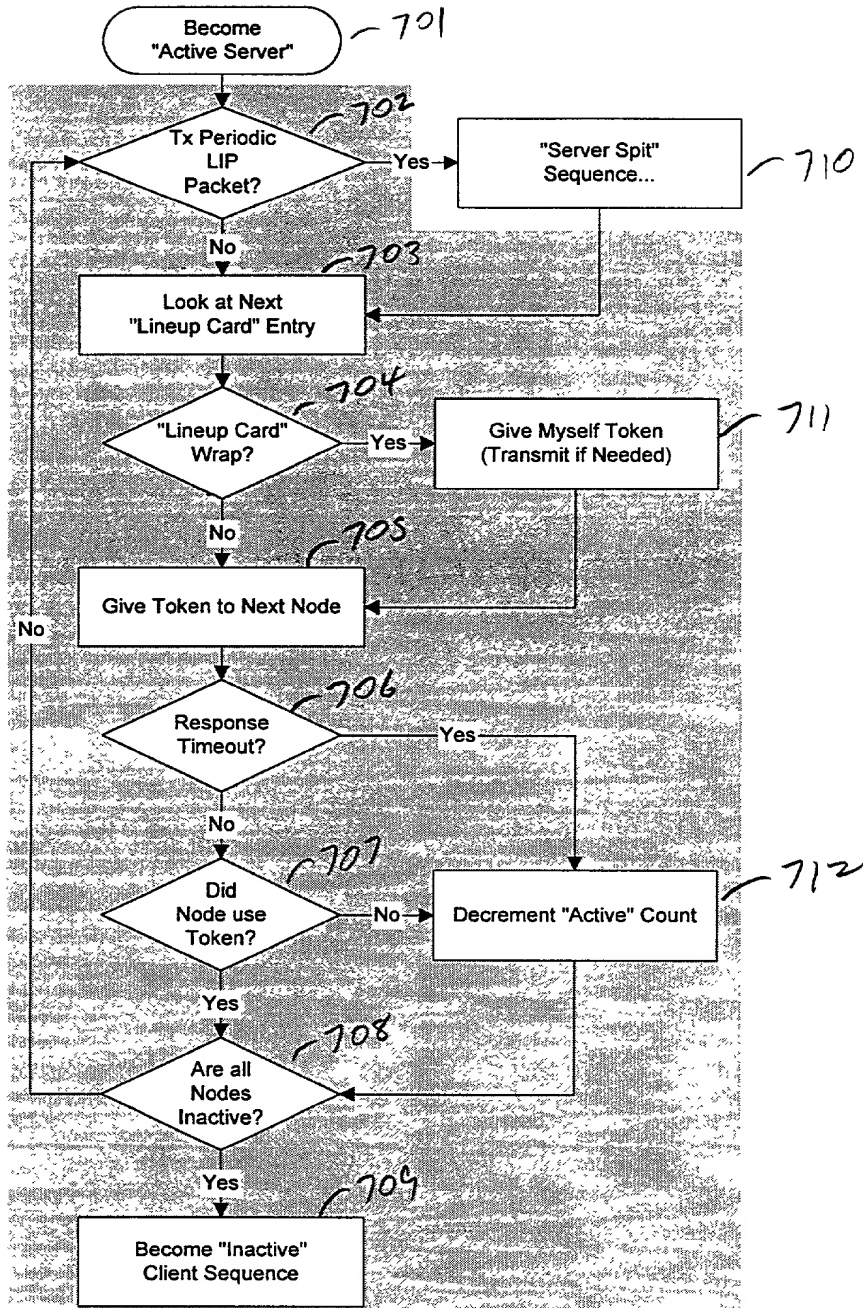 Become
"Active Server"
701
702
Tx Periodic
LIP
Packet?
Yes
"Server Spit"
Sequence...
710
No
703
Look at Next
"Lineup Card" Entry
704
"Lineup Card"
Wrap?
Yes
Give Myself Token
(Transmit if Needed)
711
No
705
Give Token to Next Node
No
706
Response
Timeout?
Yes
No
707
Did
Node use
Token?
No
Decrement "Active" Count
712
Yes
708
Are all
Nodes
Inactive?
Yes
709
Become "Inactive"
Client Sequence